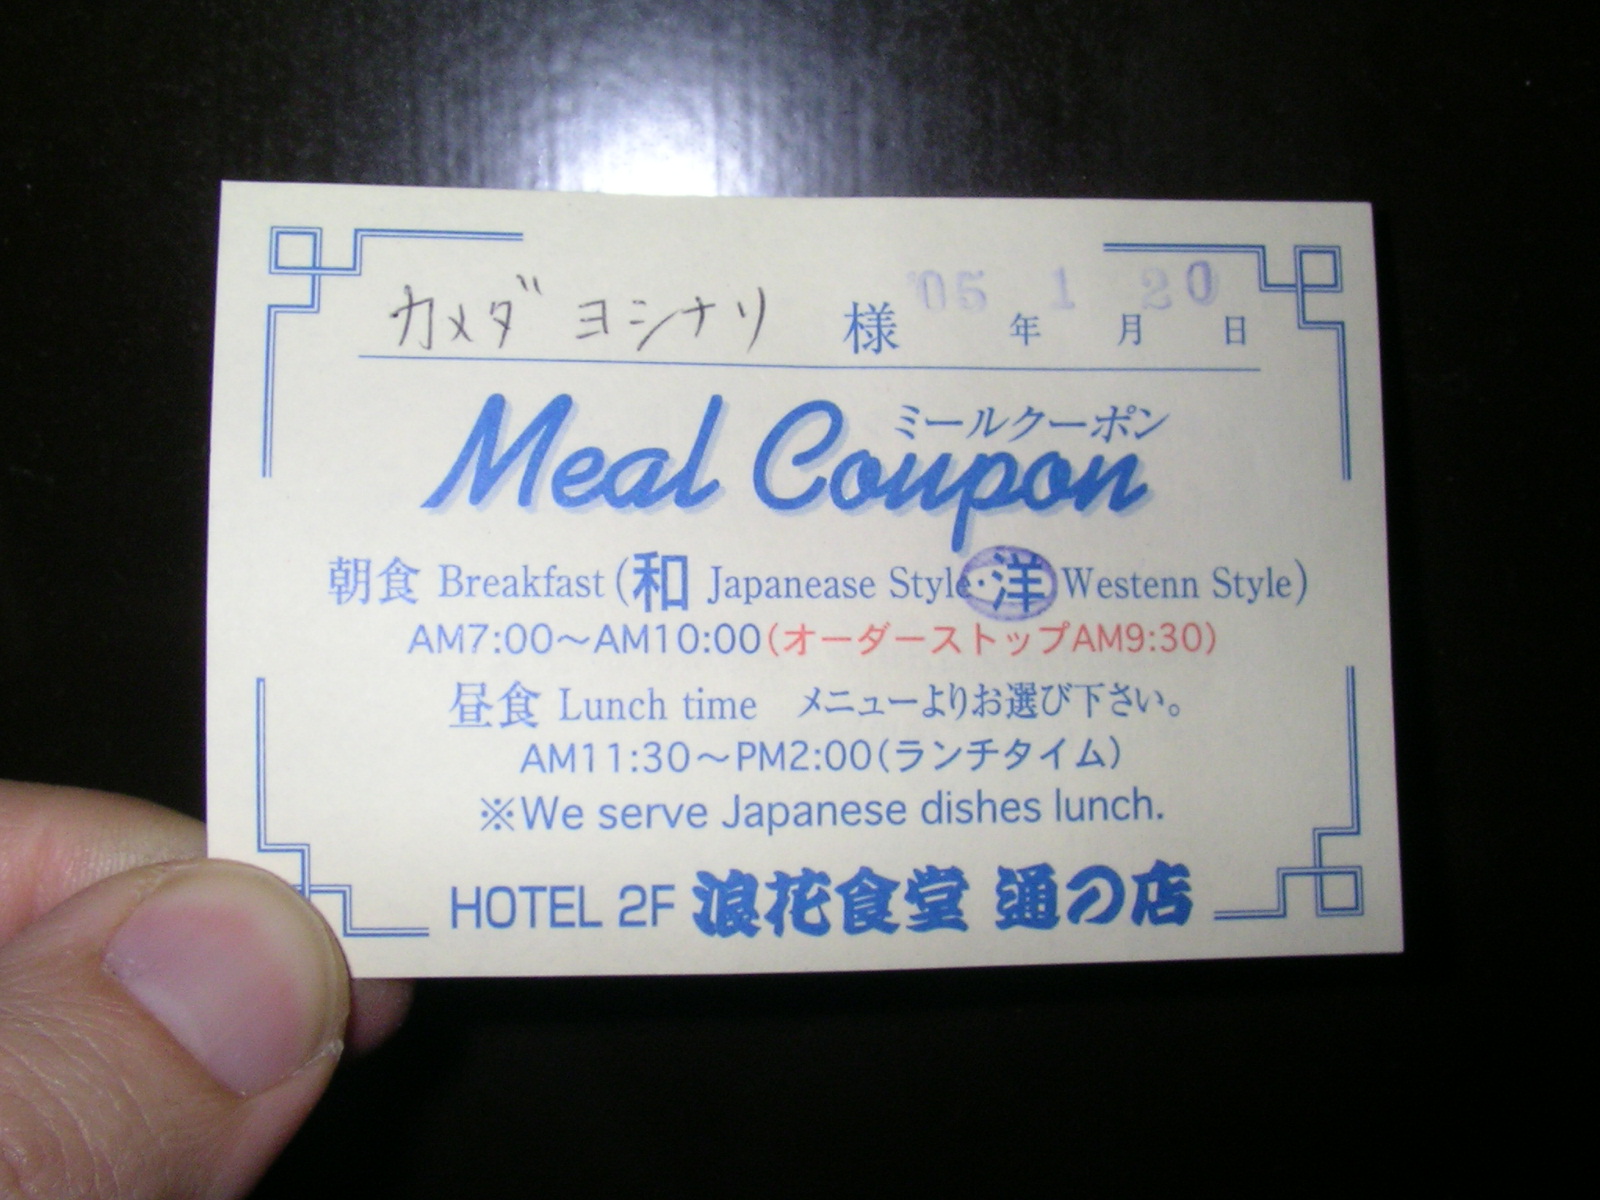 カメダ ヨシナリ 様 '05年 1月 20日
ミールクーポン
Meal Coupon
朝食 Breakfast (和 Japanease Style・洋 Westenn Style)
AM7:00～AM10:00(オーダーストップAM9:30)
昼食 Lunch time メニューよりお選び下さい。
AM11:30～PM2:00(ランチタイム)
※We serve Japanese dishes lunch.
HOTEL 2F 浪花食堂 通の店